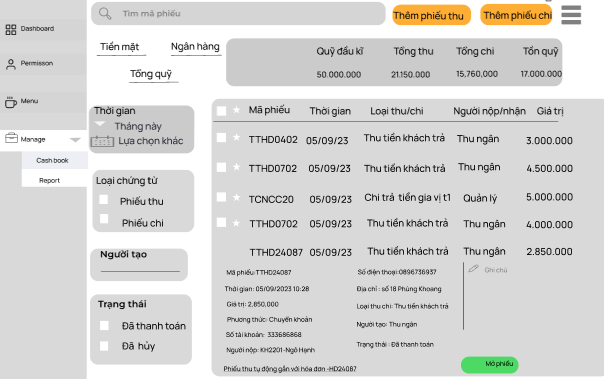 Tìm mã phiếu
Thêm phiếu thu
Thêm phiếu chi
Dashboard
Permisson
Menu
Manage
Cash book
Report
Tiền mặt
Ngân hàng
Tổng quỹ
Quỹ đầu kì Tổng thu Tổng chi Tồn quỹ
50.000.000 21.150.000 15,760,000 17.000.000
Thời gian
Tháng này
Lựa chọn khác
Loại chứng từ
Phiếu thu
Phiếu chi
Người tạo
Trạng thái
Đã thanh toán
Đã hủy
Mã phiếu Thời gian Loại thu/chi Người nộp/nhận Giá trị
TTHD0402 05/09/23 Thu tiền khách trả Thu ngân 3.000.000
TTHD0702 05/09/23 Thu tiền khách trả Thu ngân 4.500.000
TCNCC20 05/09/23 Chi trả tiền gia vị t1 Quản lý 5.000.000
TTHD0702 05/09/23 Thu tiền khách trả Thu ngân 4.000.000
TTHD24087 05/09/23 Thu tiền khách trả Thu ngân 2.850.000
Mã phiếu: TTHD24087
Thời gian: 05/09/2023 10:28
Giá trị: 2,850,000
Phương thức: Chuyển khoản
Số tài khoản: 333686868
Người nộp: KH2201-Ngô Hạnh
Phiếu thu tự động gắn với hóa đơn -HD24087
Số điện thoại:0896736937
Địa chỉ : số 18 Phùng Khoang
Loại thu chi: Thu tiền khách trả
Người tạo: Thu ngân
Trạng thái : Đã thanh toán
Ghi chú
Mở phiếu